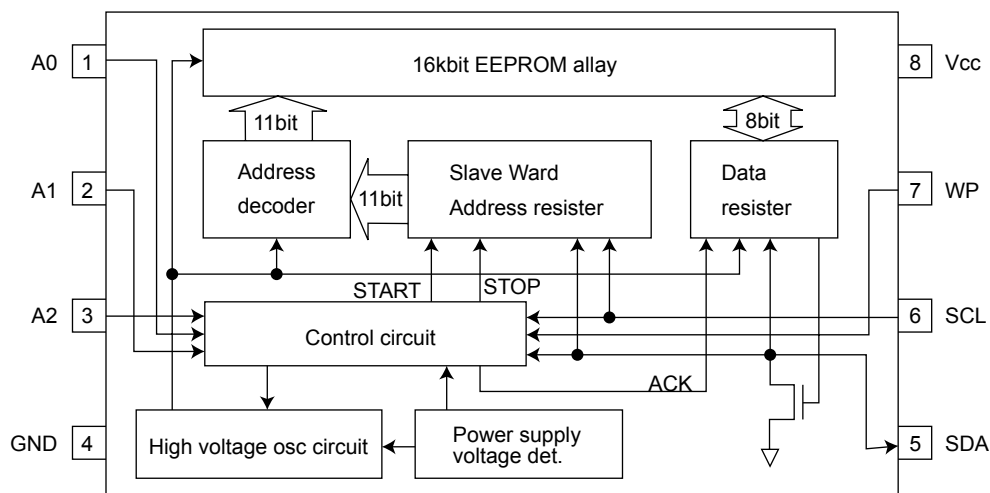 16kbit EEPROM allay
A0 1
8 Vcc
11bit
8bit
Address
decoder
11bit
Slave Ward
Address resister
Data
resister
A1 2
7 WP
START
STOP
A2 3
6 SCL
Control circuit
ACK
GND 4
High voltage osc circuit
Power supply
voltage det.
5 SDA